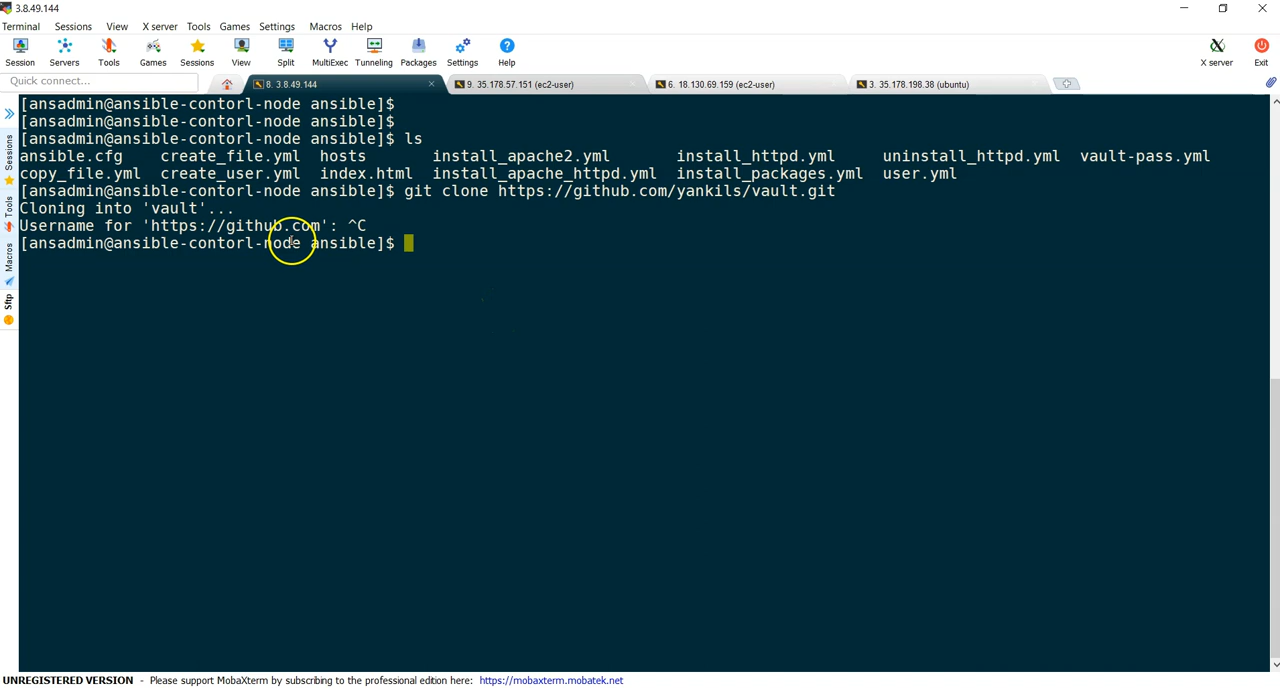 3.8.49.144
Terminal Sessions View X server Tools Games Settings Macros Help
Session Servers Tools Games Sessions View Split MultiExec Tunneling Packages Settings Help X server Exit
Quick connect... 8. 3.8.49.144 9. 35.178.57.151 (ec2-user) 6. 18.130.69.159 (ec2-user) 3. 35.178.198.38 (ubuntu)
Sessions
Tools
Macros
Sftp
[ansadmin@ansible-contorl-node ansible]$
[ansadmin@ansible-contorl-node ansible]$
[ansadmin@ansible-contorl-node ansible]$ ls
ansible.cfg create_file.yml hosts install_apache2.yml install_httpd.yml uninstall_httpd.yml vault-pass.yml
copy_file.yml create_user.yml index.html install_apache_httpd.yml install_packages.yml user.yml
[ansadmin@ansible-contorl-node ansible]$ git clone https://github.com/yankils/vault.git
Cloning into 'vault'...
Username for 'https://github.com': ^C
[ansadmin@ansible-contorl-node ansible]$
UNREGISTERED VERSION - Please support MobaXterm by subscribing to the professional edition here: https://mobaxterm.mobatek.net